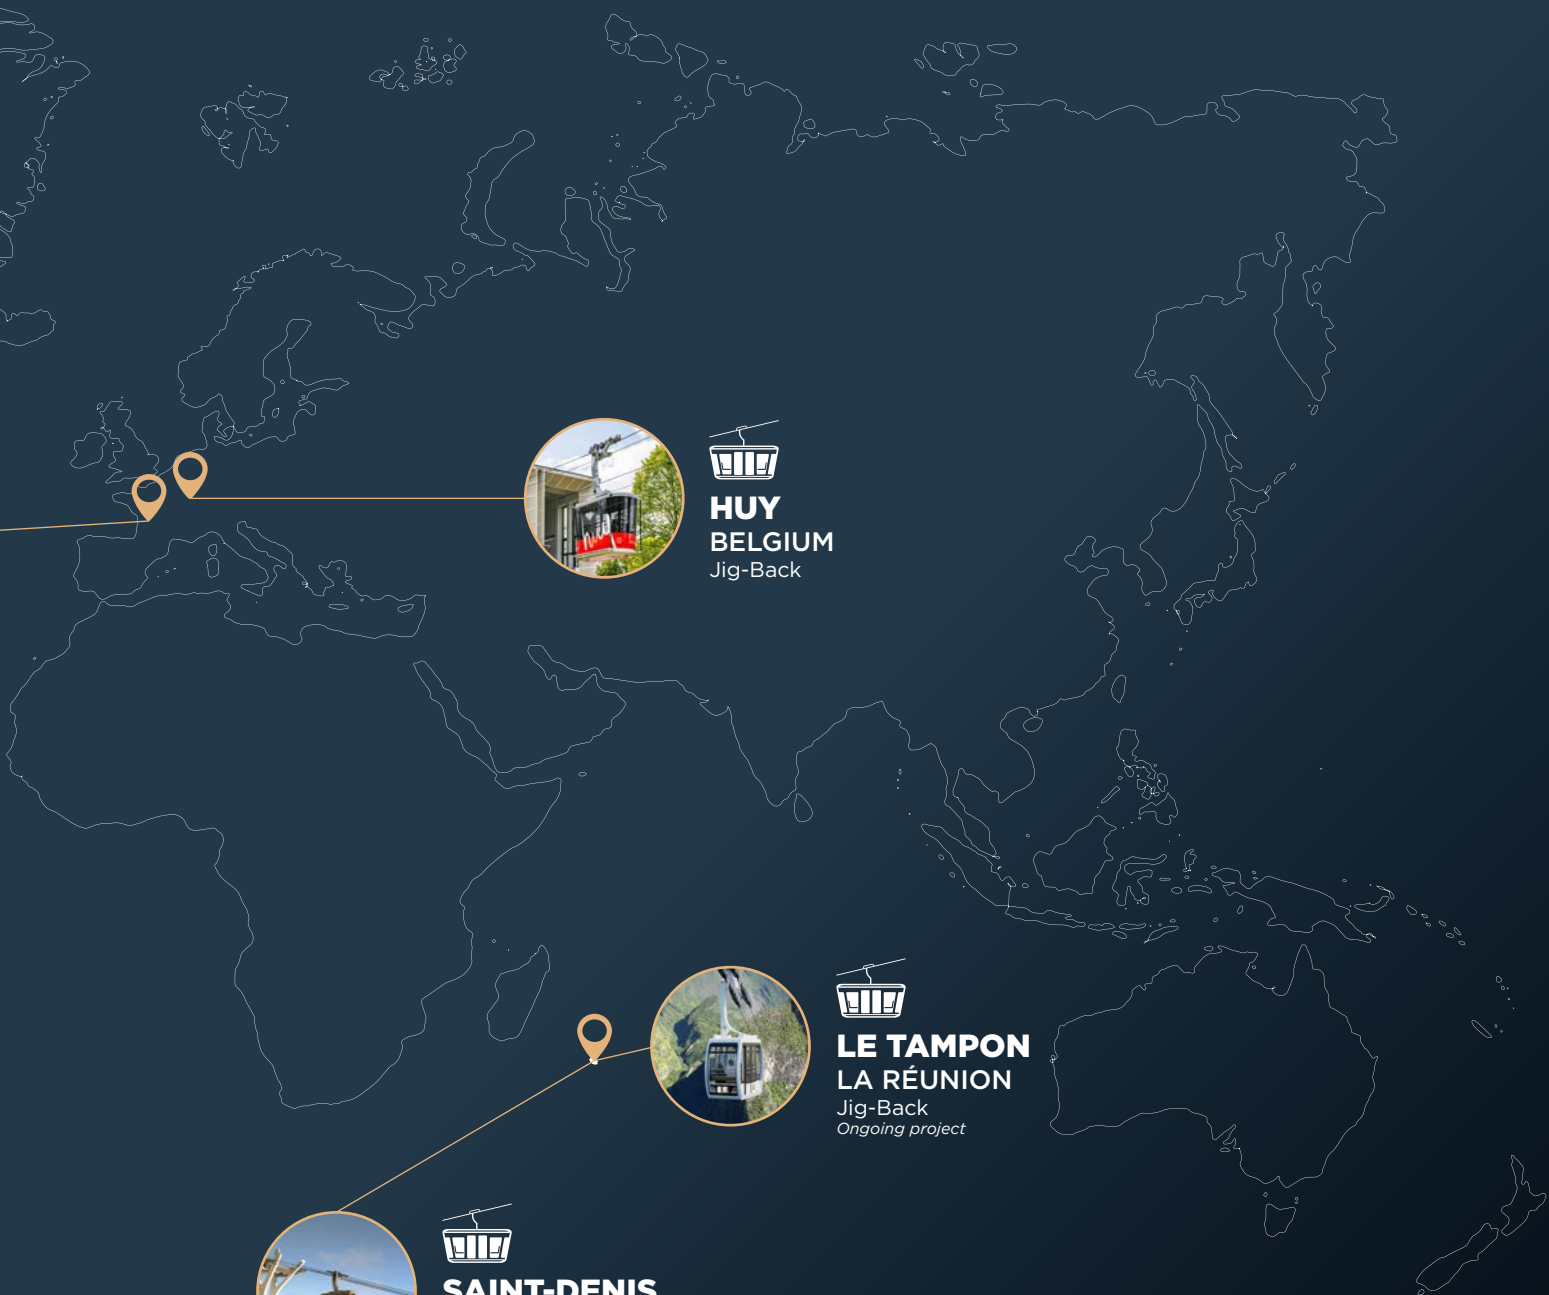 HUY
BELGIUM
Jig-Back
LE TAMPON
LA RÉUNION
Jig-Back
Ongoing project
SAINT-DENIS